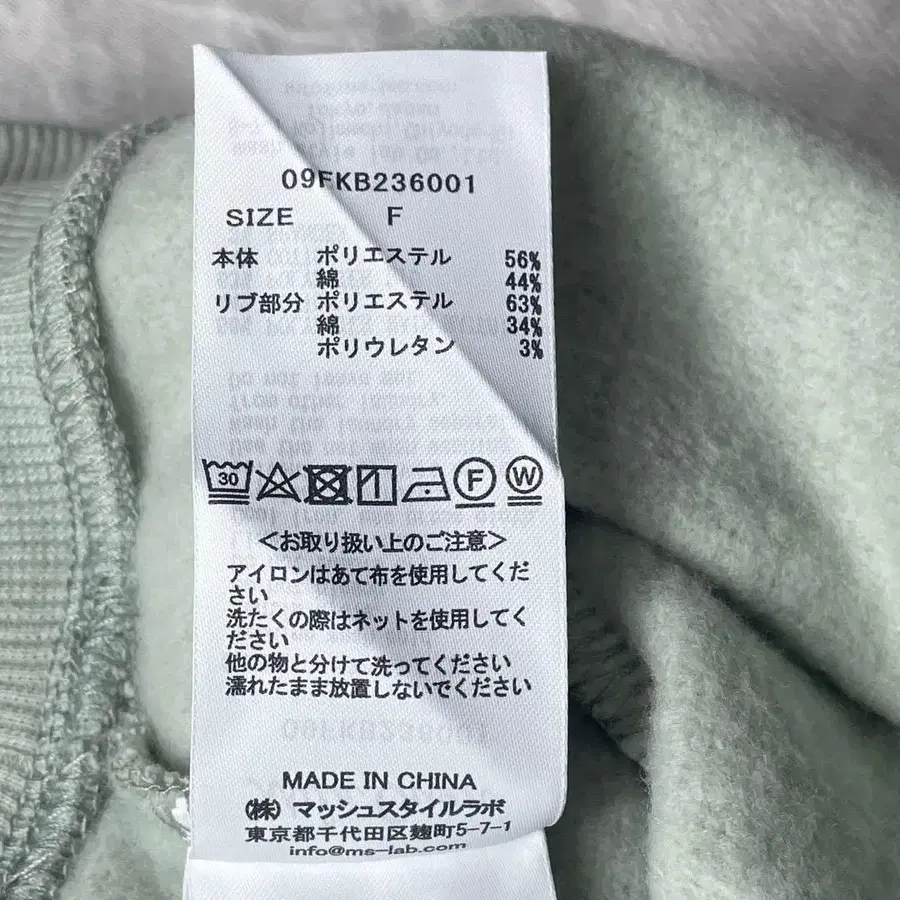 09FKB236001
SIZE F
本体 ポリエステル 56%
綿 44%
リブ部分 ポリエステル 63%
綿 34%
ポリウレタン 3%
30 F W
<お取り扱い上のご注意>
アイロンはあて布を使用してくだ
さい
洗たくの際はネットを使用してく
ださい
他の物と分けて洗ってください
濡れたまま放置しないでください
MADE IN CHINA
(株) マッシュスタイルラボ
東京都千代田区麹町5-7-1
info@ms-lab.com